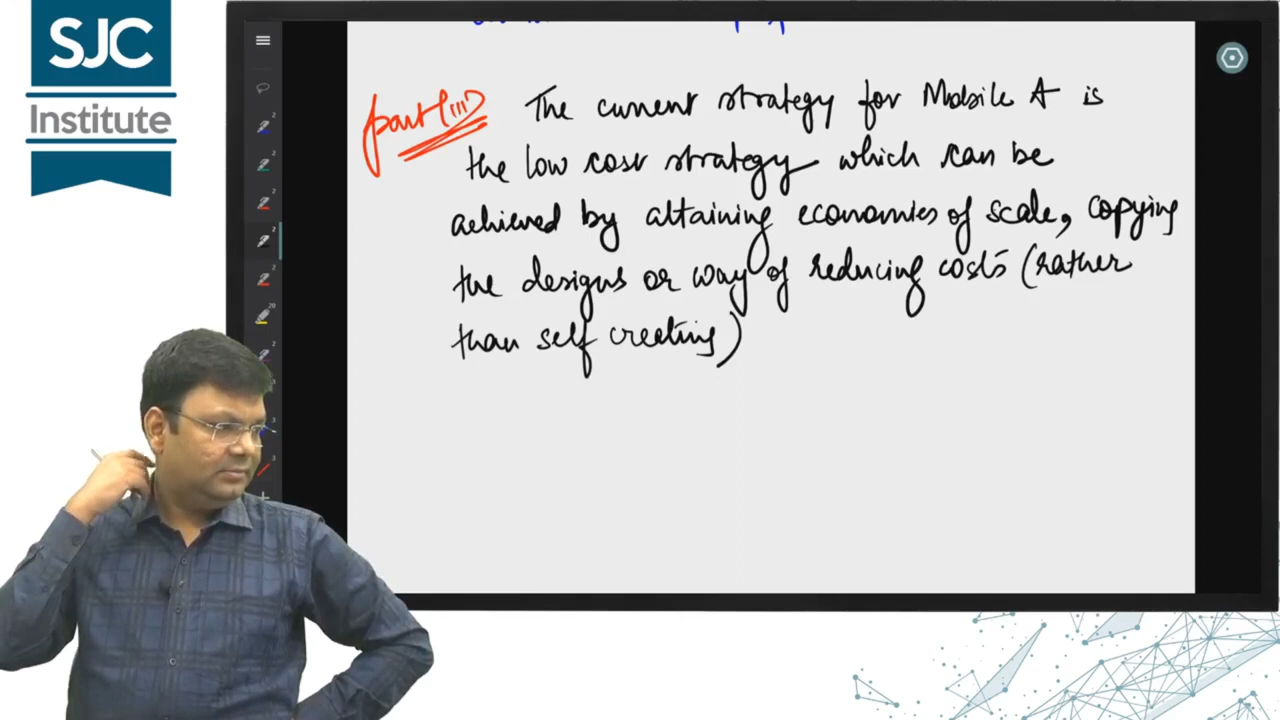 SJC
Institute
part (iii) The current strategy for Mobile A is
the low cost strategy which can be
achieved by attaining economies of scale, copying
the designs or way of reducing costs (rather
than self creating)